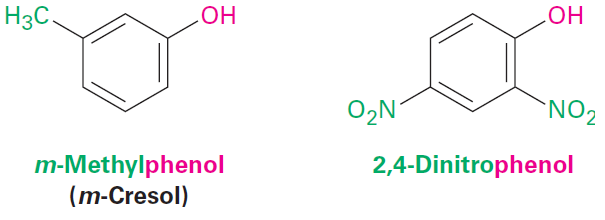 H3C OH
OH
O2N NO2
m-Methylphenol
(m-Cresol)
2,4-Dinitrophenol